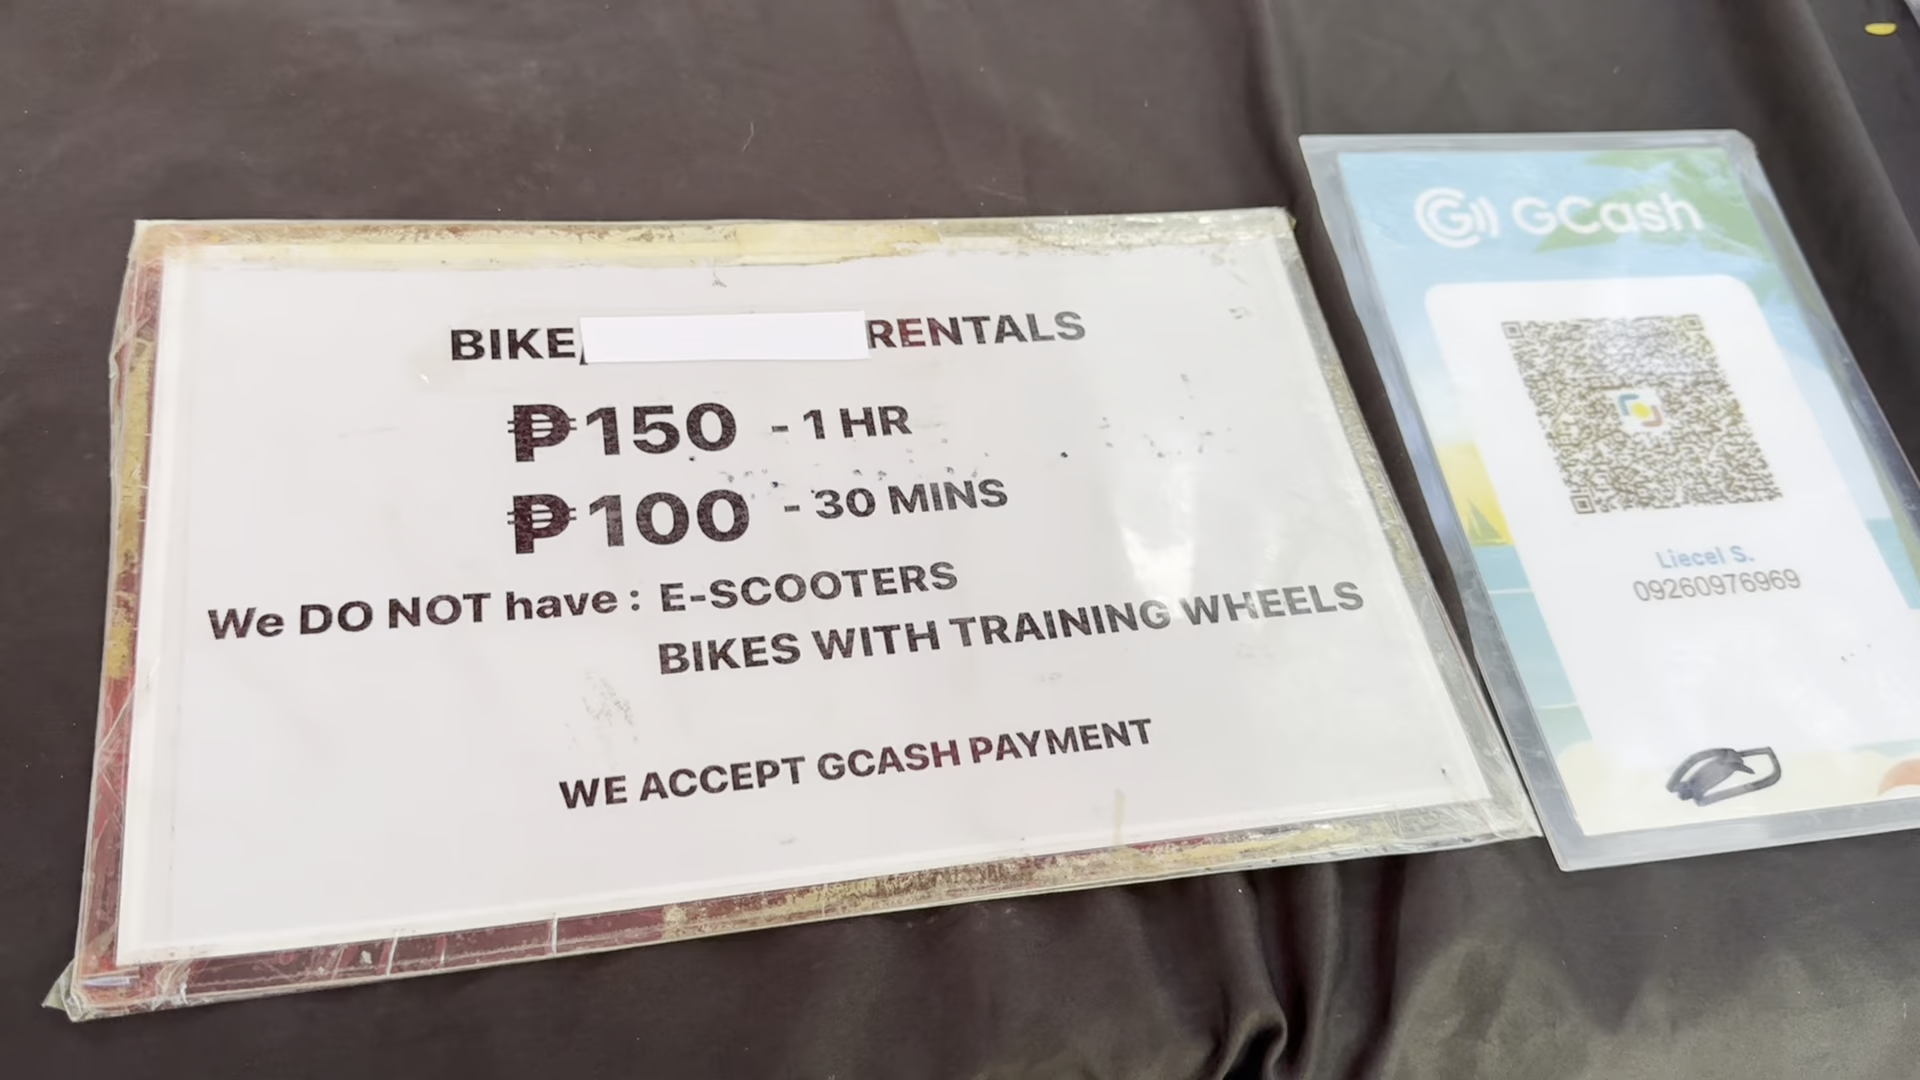 BIKE RENTALS
₱150 - 1 HR
₱100 - 30 MINS
We DO NOT have : E-SCOOTERS
BIKES WITH TRAINING WHEELS
WE ACCEPT GCASH PAYMENT
GCash
Liecel S.
09260976969